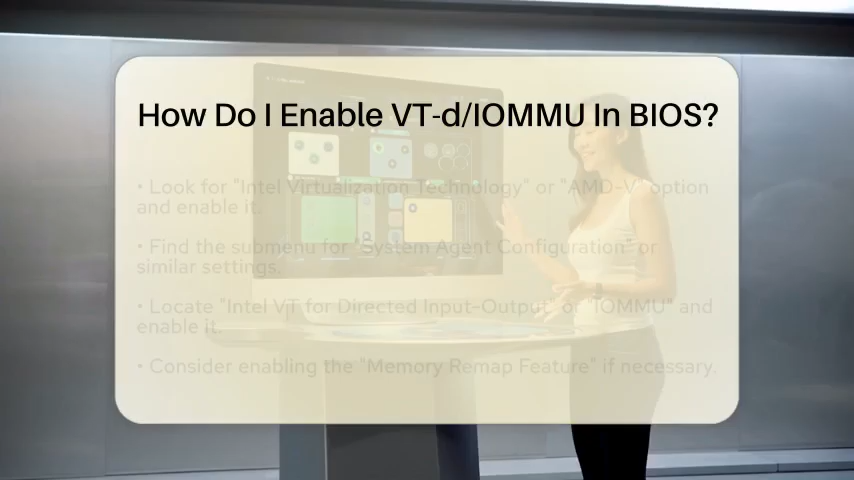 How Do I Enable VT-d/IOMMU In BIOS?
• Look for "Intel Virtualization Technology" or "AMD-V" option
and enable it.
• Find the submenu for "System Agent Configuration" or
similar settings.
• Locate "Intel VT for Directed Input-Output" or "IOMMU" and
enable it.
• Consider enabling the "Memory Remap Feature" if necessary.